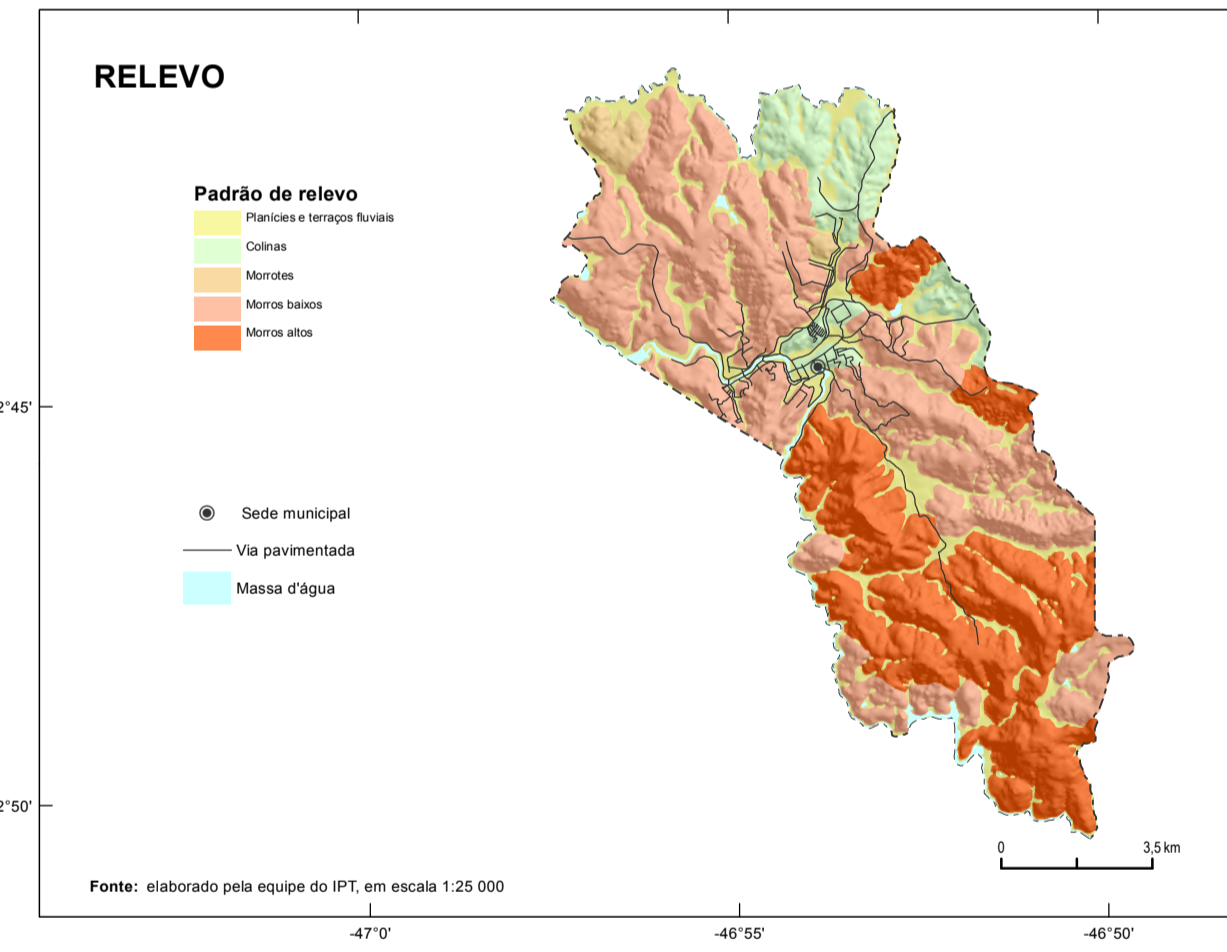 RELEVO
Padrão de relevo
Planícies e terraços fluviais
Colinas
Morrotes
Morros baixos
Morros altos
2°45'
Sede municipal
Via pavimentada
Massa d'água
2°50'
0 3,5 km
Fonte: elaborado pela equipe do IPT, em escala 1:25 000
-47°0' -46°55' -46°50'